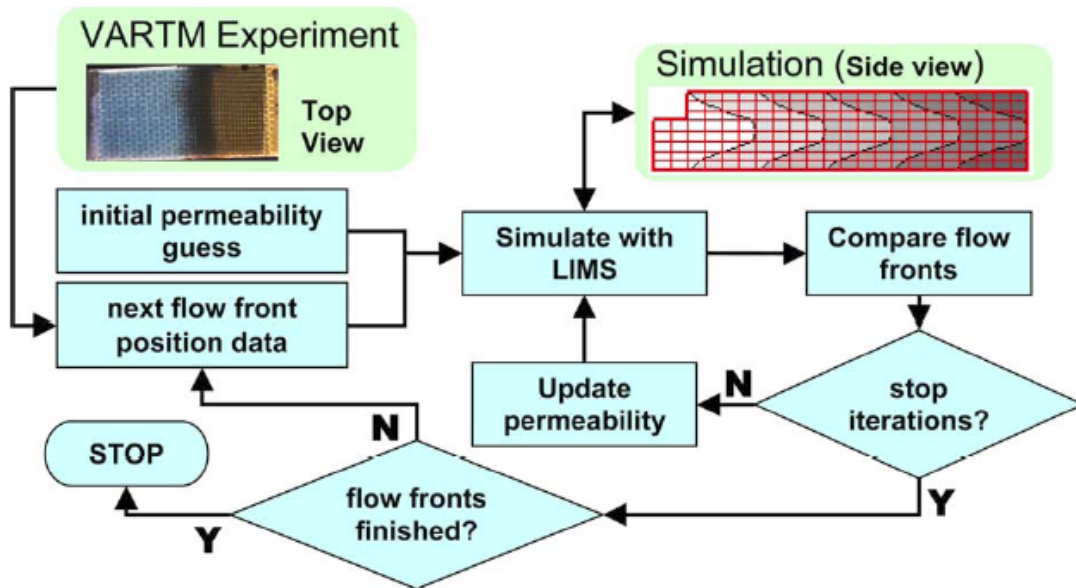 VARTM Experiment
Top
View
Simulation (Side view)
initial permeability
guess
Simulate with
LIMS
Compare flow
fronts
next flow front
position data
Update
permeability
N
stop
iterations?
N
STOP
flow fronts
finished?
Y
Y